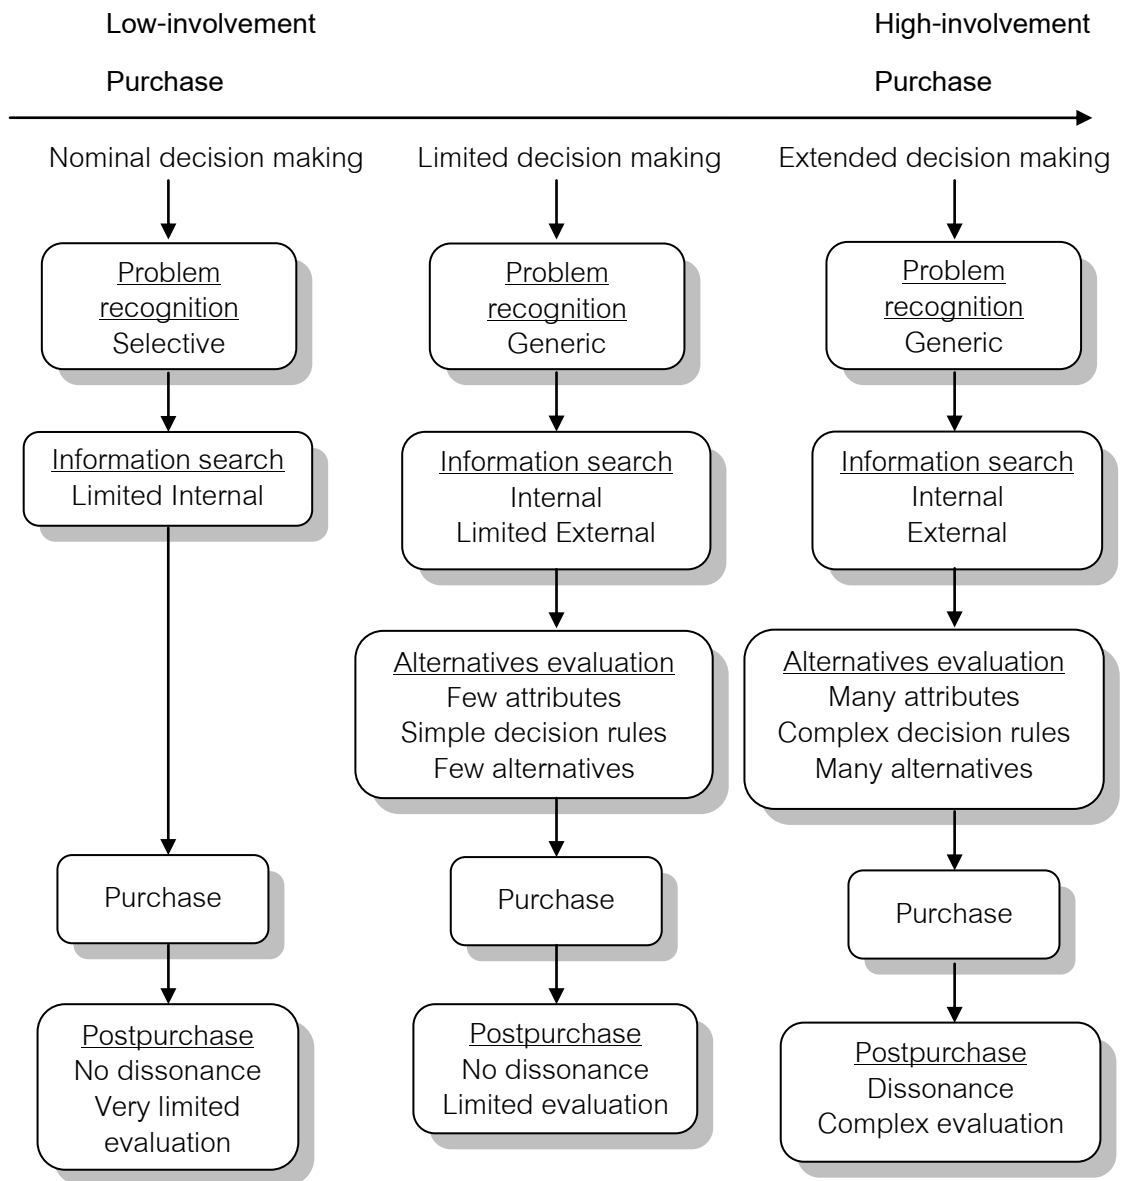 Low-involvement
Purchase
High-involvement
Purchase
Nominal decision making
Problem
recognition
Selective
Information search
Limited Internal
Purchase
Postpurchase
No dissonance
Very limited
evaluation
Limited decision making
Problem
recognition
Generic
Information search
Internal
Limited External
Alternatives evaluation
Few attributes
Simple decision rules
Few alternatives
Purchase
Postpurchase
No dissonance
Limited evaluation
Extended decision making
Problem
recognition
Generic
Information search
Internal
External
Alternatives evaluation
Many attributes
Complex decision rules
Many alternatives
Purchase
Postpurchase
Dissonance
Complex evaluation